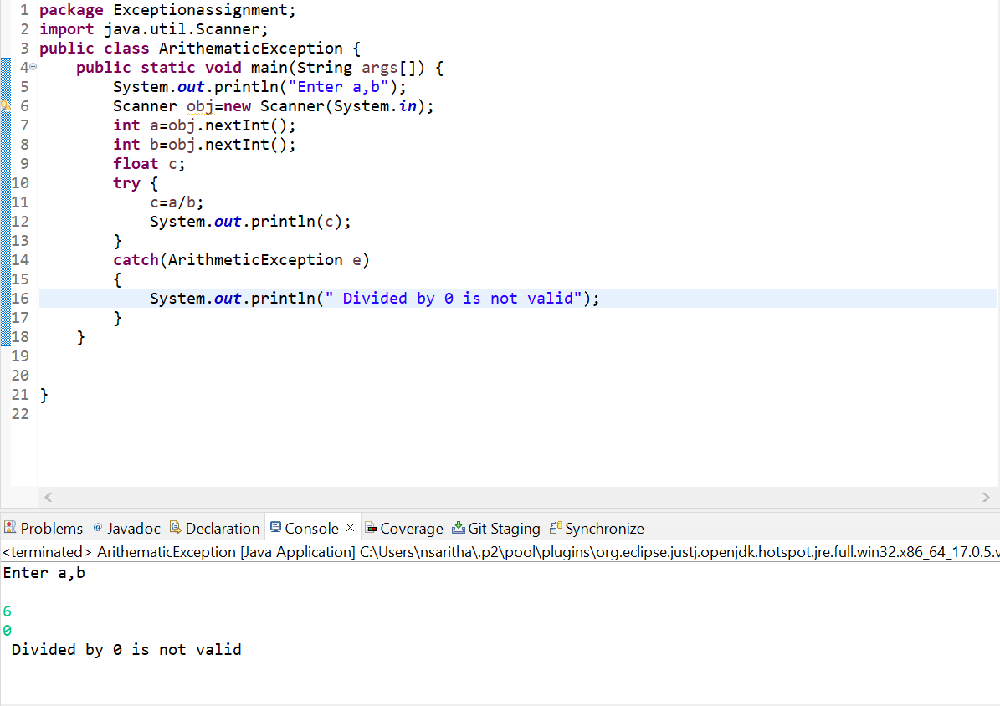 1 package Exceptionassignment;
2 import java.util.Scanner;
3 public class ArithematicException {
4 public static void main(String args[]) {
5 System.out.println("Enter a,b");
6 Scanner obj=new Scanner(System.in);
7 int a=obj.nextInt();
8 int b=obj.nextInt();
9 float c;
10 try {
11 c=a/b;
12 System.out.println(c);
13 }
14 catch(ArithmeticException e)
15 {
16 System.out.println(" Divided by 0 is not valid");
17 }
18 }
19
20
21 }
22
Problems @ Javadoc Declaration Console Coverage Git Staging Synchronize
<terminated> ArithematicException [Java Application] C:\Users\nsaritha\.p2\pool\plugins\org.eclipse.justj.openjdk.hotspot.jre.full.win32.x86_64_17.0.5.v
Enter a,b
6
0
Divided by 0 is not valid